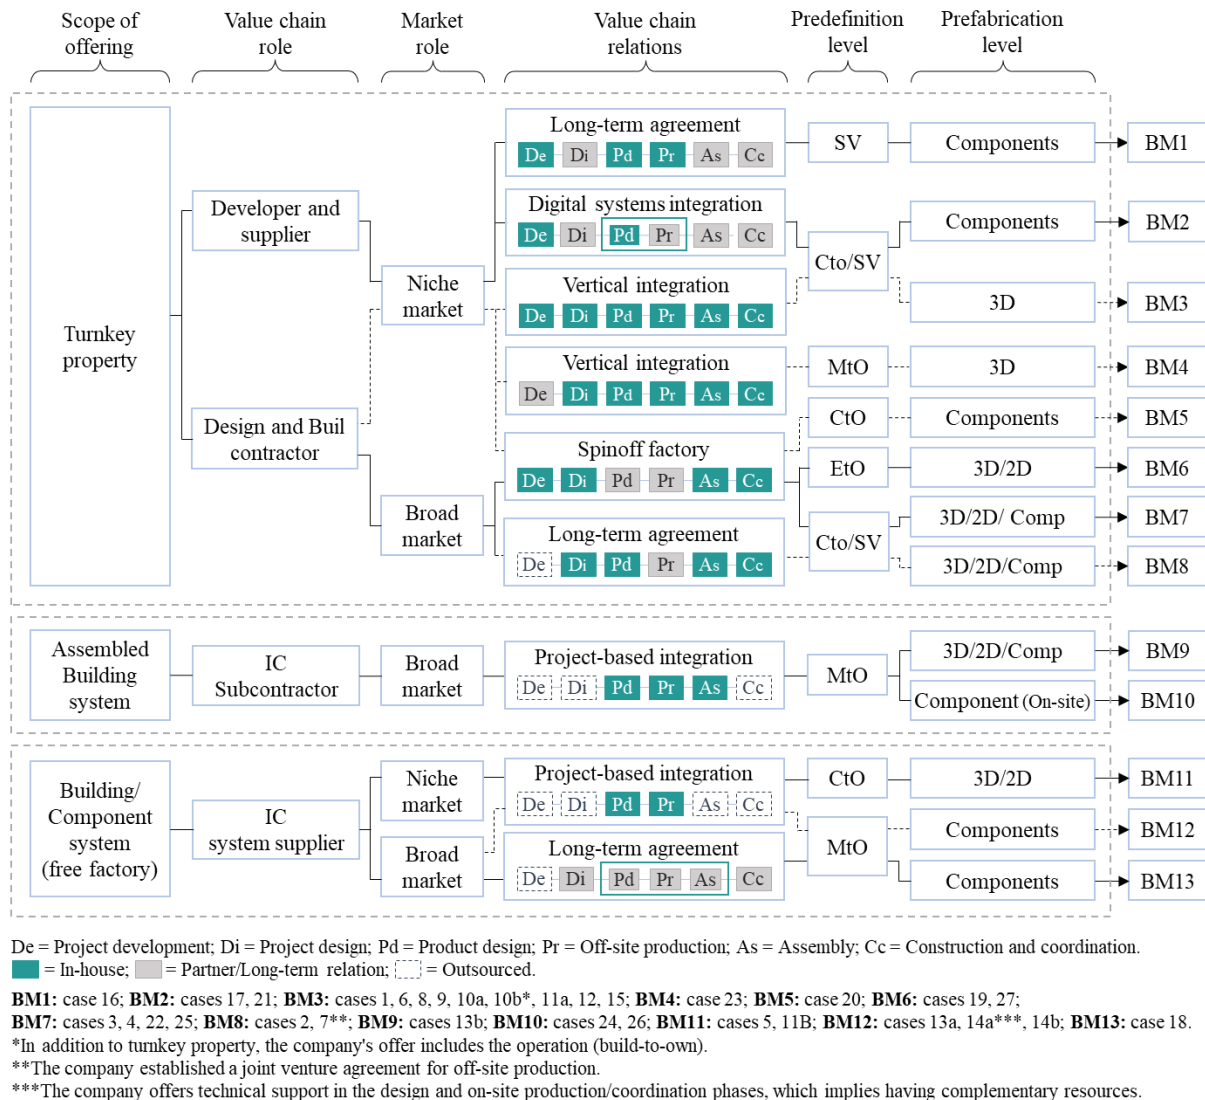 Scope of offering
Value chain role
Market role
Value chain relations
Predefinition level
Prefabrication level
Turnkey property
Developer and supplier
Design and Buil contractor
Niche market
Broad market
Long-term agreement
De Di Pd Pr As Cc
Digital systems integration
De Di Pd Pr As Cc
Vertical integration
De Di Pd Pr As Cc
Vertical integration
De Di Pd Pr As Cc
Spinoff factory
De Di Pd Pr As Cc
Long-term agreement
De Di Pd Pr As Cc
SV
Cto/SV
MtO
CtO
EtO
Cto/SV
Components
Components
3D
3D
Components
3D/2D
3D/2D/ Comp
3D/2D/Comp
BM1
BM2
BM3
BM4
BM5
BM6
BM7
BM8
Assembled Building system
IC Subcontractor
Broad market
Project-based integration
De Di Pd Pr As Cc
MtO
3D/2D/Comp
Component (On-site)
BM9
BM10
Building/ Component system (free factory)
IC system supplier
Niche market
Broad market
Project-based integration
De Di Pd Pr As Cc
Long-term agreement
De Di Pd Pr As Cc
CtO
MtO
3D/2D
Components
Components
BM11
BM12
BM13
De = Project development; Di = Project design; Pd = Product design; Pr = Off-site production; As = Assembly; Cc = Construction and coordination.
= In-house; = Partner/Long-term relation; = Outsourced.
BM1: case 16; BM2: cases 17, 21; BM3: cases 1, 6, 8, 9, 10a, 10b*, 11a, 12, 15; BM4: case 23; BM5: case 20; BM6: cases 19, 27;
BM7: cases 3, 4, 22, 25; BM8: cases 2, 7**; BM9: cases 13b; BM10: cases 24, 26; BM11: cases 5, 11B; BM12: cases 13a, 14a***, 14b; BM13: case 18.
*In addition to turnkey property, the company's offer includes the operation (build-to-own).
**The company established a joint venture agreement for off-site production.
***The company offers technical support in the design and on-site production/coordination phases, which implies having complementary resources.